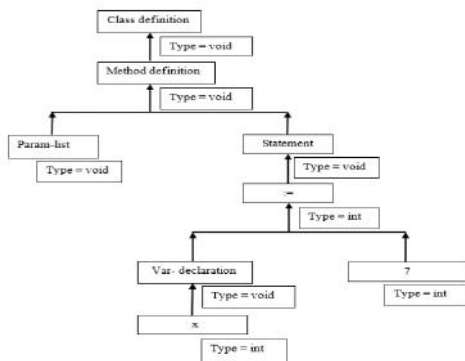 Class definition
Type = void
Method definition
Type = void
Param-list
Statement
Type = void
Type = void
:=
Type = int
Var- declaration
7
Type = void
Type = int
x
Type = int